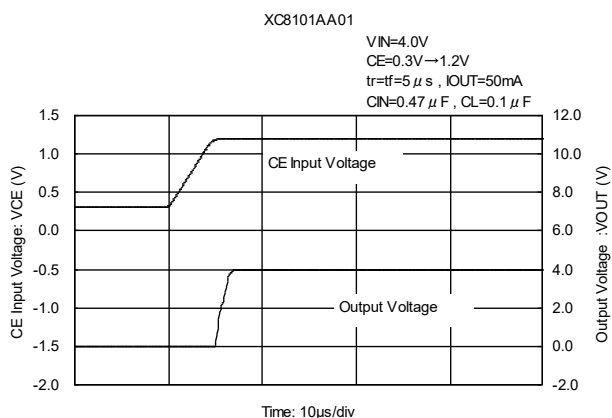 XC8101AA01
VIN=4.0V
CE=0.3V→1.2V
tr=tf=5μs , IOUT=50mA
CIN=0.47μF , CL=0.1μF
CE Input Voltage: VCE (V)
1.5
1.0
0.5
0.0
-0.5
-1.0
-1.5
-2.0
CE Input Voltage
Output Voltage
12.0
10.0
8.0
6.0
4.0
2.0
0.0
-2.0
Output Voltage :VOUT (V)
Time: 10μs/div